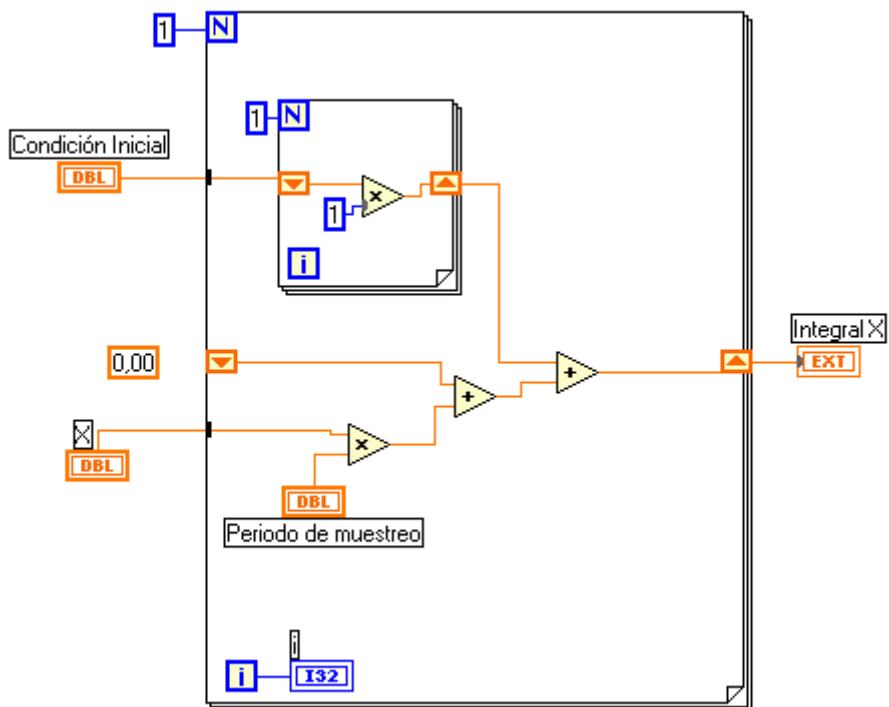 1
N
1
N
Condición Inicial
DBL
x
1
i
Integral X
0,00
+
+
EXT
X
DBL
x
DBL
Periodo de muestreo
i
i
I32